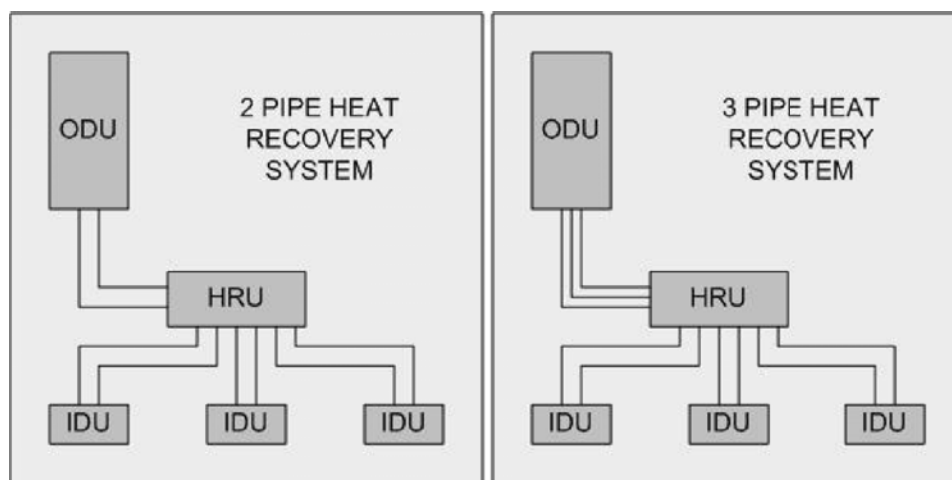 ODU
2 PIPE HEAT
RECOVERY
SYSTEM
HRU
IDU
IDU
IDU
ODU
3 PIPE HEAT
RECOVERY
SYSTEM
HRU
IDU
IDU
IDU